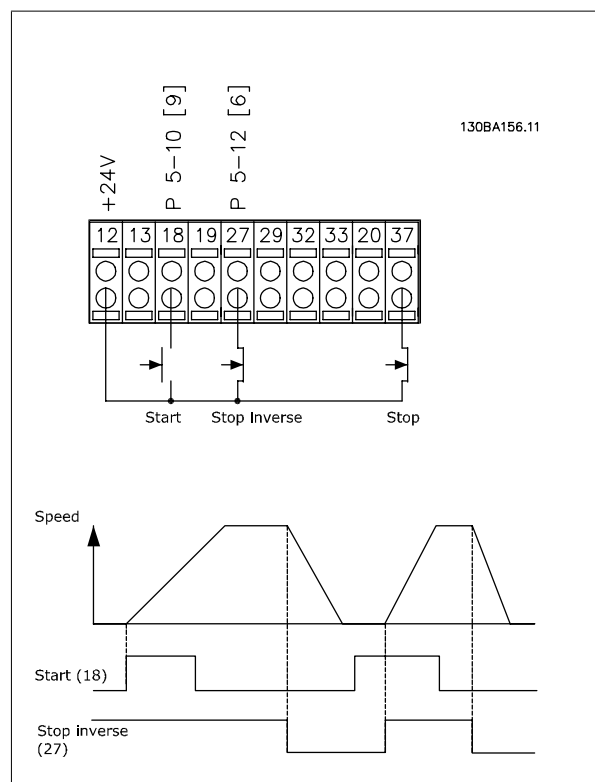 +24V
P 5-10 [9]
P 5-12 [6]
130BA156.11
12 13 18 19 27 29 32 33 20 37
Start Stop Inverse Stop
Speed
Start (18)
Stop inverse
(27)